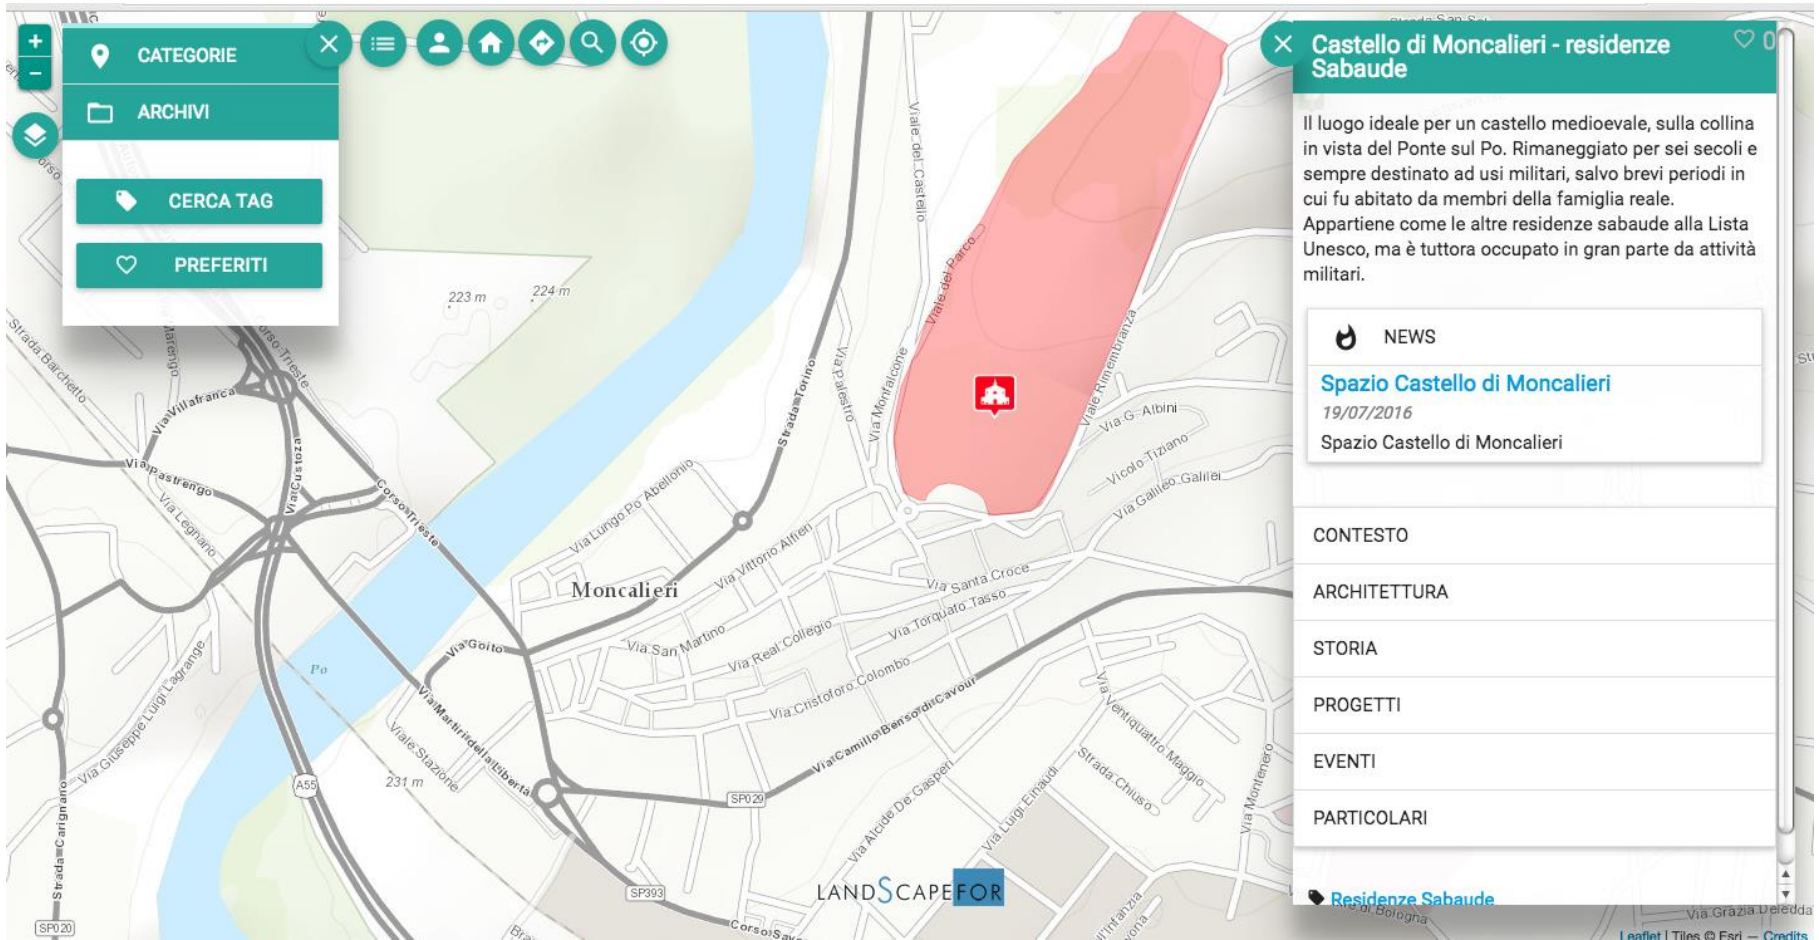 +
−
CATEGORIE
ARCHIVI
CERCA TAG
PREFERITI
Castello di Moncalieri - residenze
Sabaude
0
Il luogo ideale per un castello medioevale, sulla collina
in vista del Ponte sul Po. Rimaneggiato per sei secoli e
sempre destinato ad usi militari, salvo brevi periodi in
cui fu abitato da membri della famiglia reale.
Appartiene come le altre residenze sabaude alla Lista
Unesco, ma è tuttora occupato in gran parte da attività
militari.
NEWS
Spazio Castello di Moncalieri
19/07/2016
Spazio Castello di Moncalieri
CONTESTO
ARCHITETTURA
STORIA
PROGETTI
EVENTI
PARTICOLARI
Residenze Sabaude
Viale del Castello
Viale del Parco
223 m
224 m
Strada Barchetto
Corso Trieste
Via Villafranca
Via Pastrengo
Via Custoza
Via Legnano
Corso Trieste
Strada Torino
Via Palestro
Via Monfalcone
Viale Rimembranza
Via G. Albini
Vicolo Tiziano
Via Galileo Galilei
Via Lungo Po Abellonio
Via Vittorio Alfieri
Moncalieri
Via Santa Croce
Via Torquato Tasso
Via San Martino
Via Real Collegio
Via Cristoforo Colombo
Via Camillo Benso di Cavour
Via Goito
Po
Via Martiri della Libertà
Viale Stazione
Via Giuseppe Luigi Lagrange
231 m
A55
SP029
Via Ventiquattro Maggio
Strada Chiuso
Via Montenero
Via Alcide De Gasperi
Via Luigi Einaudi
Strada Carignano
SP393
SP020
LANDSCAPEFOR
Via Grazia Deledda
Leaflet | Tiles © Esri — Credits